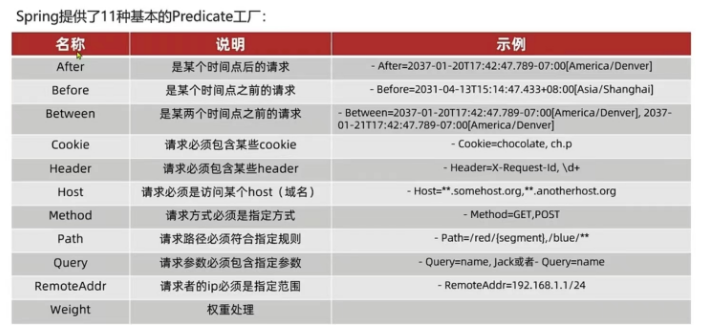 Spring提供了11种基本的Predicate工厂：
名称 说明 示例
After 是某个时间点后的请求 - After=2037-01-20T17:42:47.789-07:00[America/Denver]
Before 是某个时间点之前的请求 - Before=2031-04-13T15:14:47.433+08:00[Asia/Shanghai]
Between 是某两个时间点之前的请求 - Between=2037-01-20T17:42:47.789-07:00[America/Denver], 2037-
01-21T17:42:47.789-07:00[America/Denver]
Cookie 请求必须包含某些cookie - Cookie=chocolate, ch.p
Header 请求必须包含某些header - Header=X-Request-Id, \d+
Host 请求必须是访问某个host（域名） - Host=**.somehost.org,**.anotherhost.org
Method 请求方式必须是指定方式 - Method=GET,POST
Path 请求路径必须符合指定规则 - Path=/red/{segment},/blue/**
Query 请求参数必须包含指定参数 - Query=name, Jack或者- Query=name
RemoteAddr 请求者的ip必须是指定范围 - RemoteAddr=192.168.1.1/24
Weight 权重处理